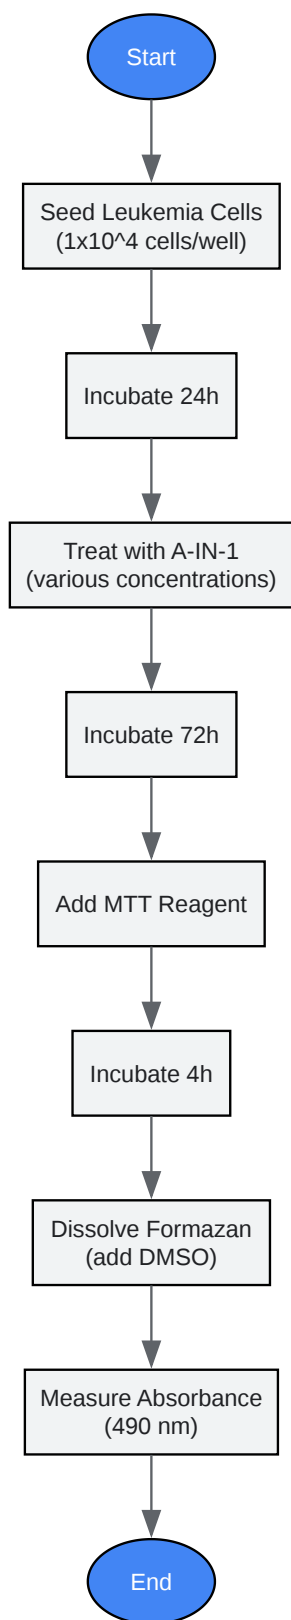 Start
Seed Leukemia Cells
(1x10^4 cells/well)
Incubate 24h
Treat with A-IN-1
(various concentrations)
Incubate 72h
Add MTT Reagent
Incubate 4h
Dissolve Formazan
(add DMSO)
Measure Absorbance
(490 nm)
End